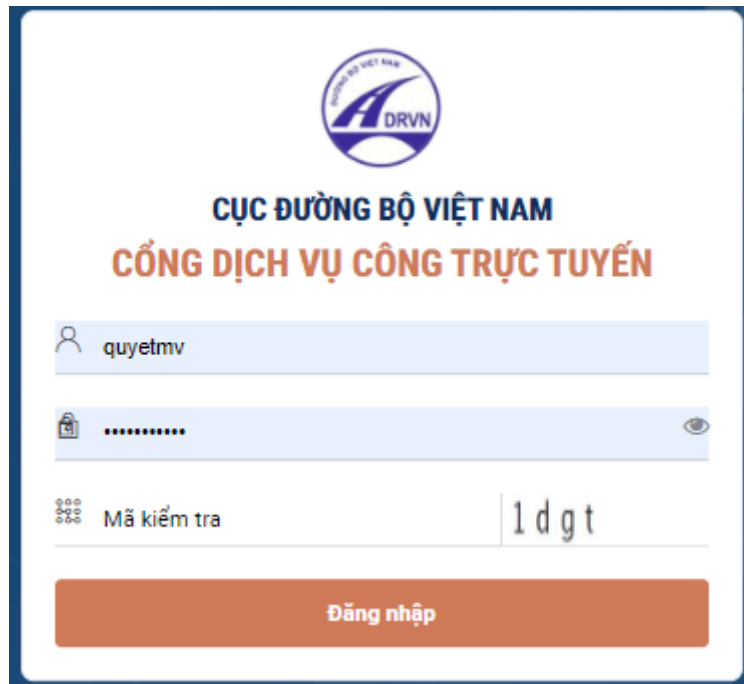 ĐƯỜNG BỘ VIỆT NAM
DRVN
CỤC ĐƯỜNG BỘ VIỆT NAM
CỔNG DỊCH VỤ CÔNG TRỰC TUYẾN
quyetmv
Mã kiểm tra 1dgt
Đăng nhập